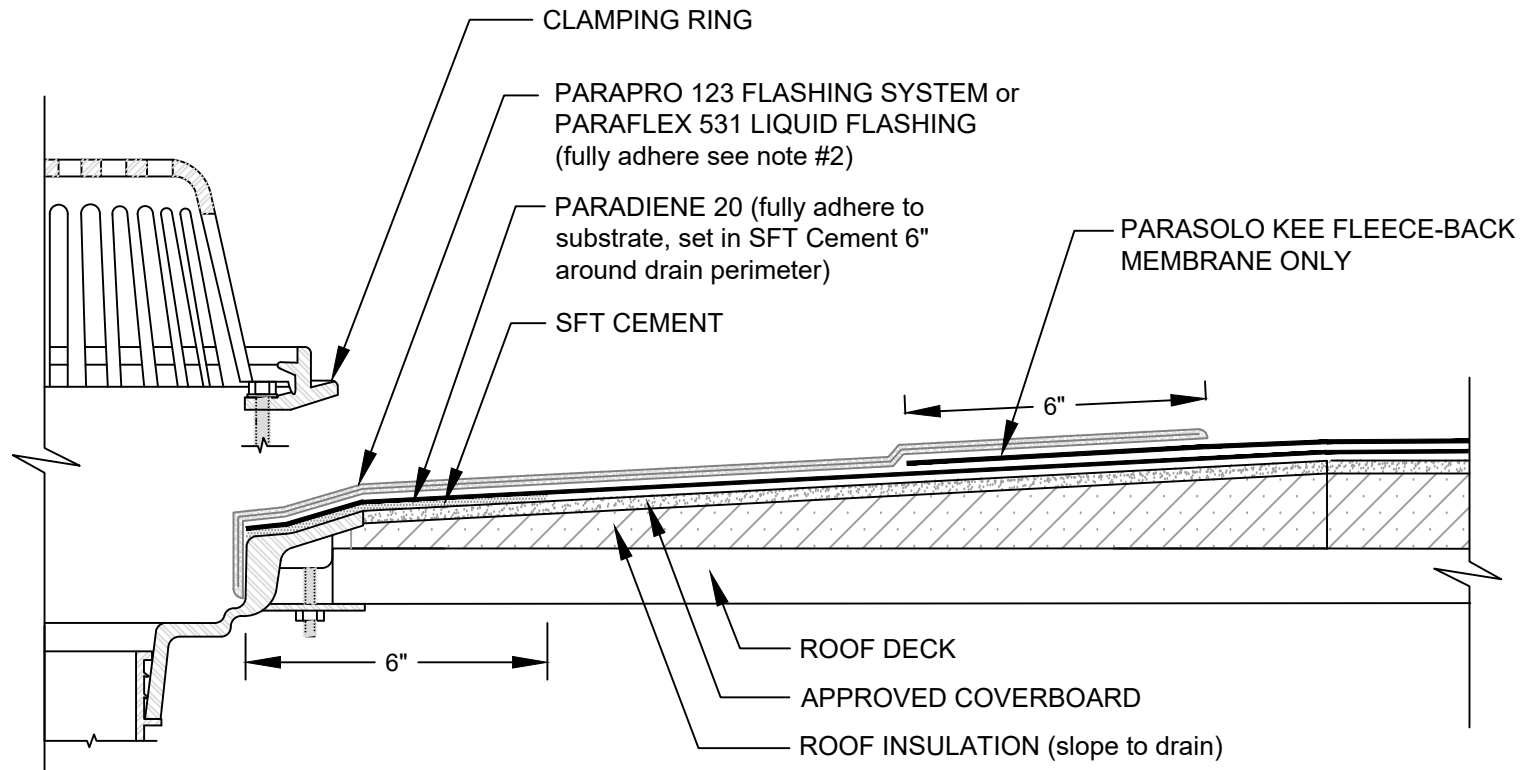 CLAMPING RING
PARAPRO 123 FLASHING SYSTEM or
PARAFLEX 531 LIQUID FLASHING
(fully adhere see note #2)
PARADIENE 20 (fully adhere to
substrate, set in SFT Cement 6"
around drain perimeter)
SFT CEMENT
PARASOLO KEE FLEECE-BACK
MEMBRANE ONLY
6"
6"
ROOF DECK
APPROVED COVERBOARD
ROOF INSULATION (slope to drain)